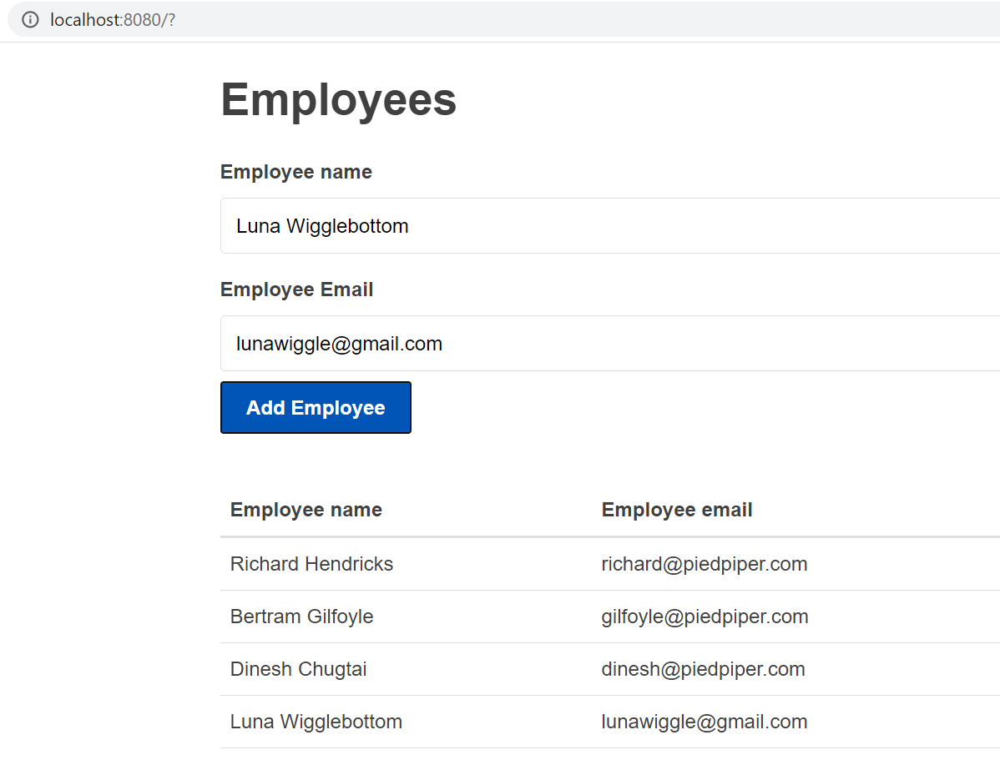 localhost:8080/?
Employees
Employee name
Luna Wigglebottom
Employee Email
lunawiggle@gmail.com
Add Employee
Employee name Employee email
Richard Hendricks richard@piedpiper.com
Bertram Gilfoyle gilfoyle@piedpiper.com
Dinesh Chugtai dinesh@piedpiper.com
Luna Wigglebottom lunawiggle@gmail.com